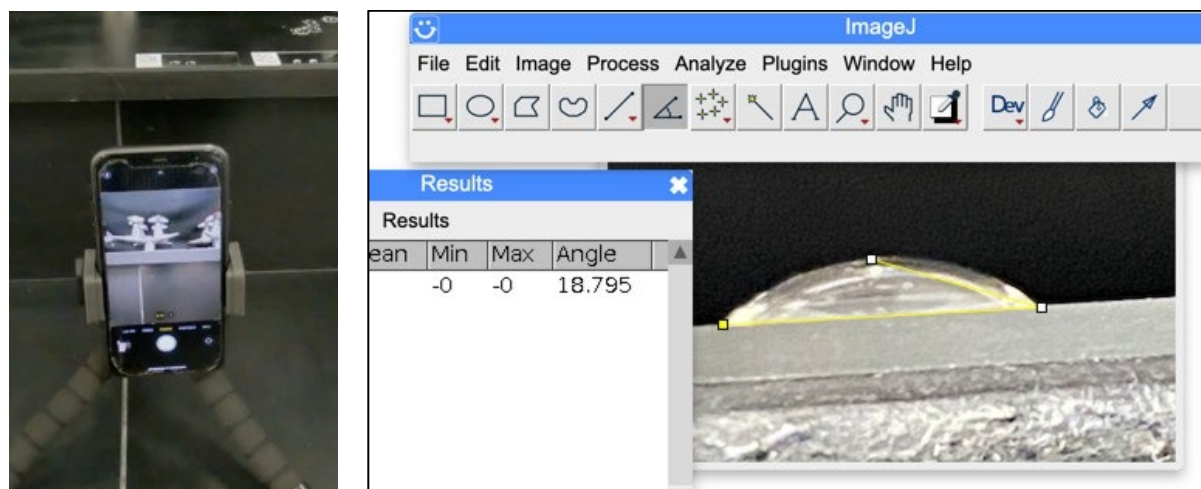 ImageJ
File Edit Image Process Analyze Plugins Window Help
Dev
Results
Results
ean Min Max Angle
-0 -0 18.795